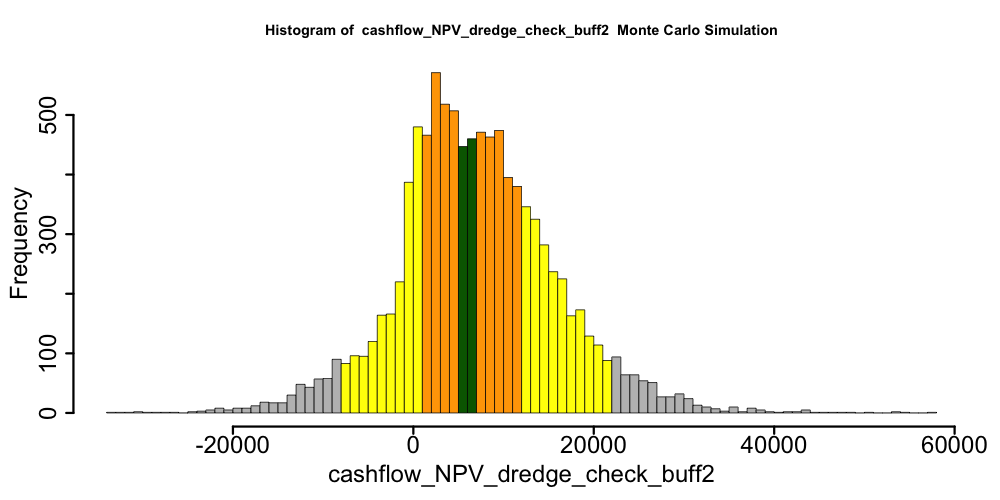 Histogram of  cashflow_NPV_dredge_check_buff2  Monte Carlo Simulation
Frequency
500
300
100
0
-20000 0 20000 40000 60000
cashflow_NPV_dredge_check_buff2